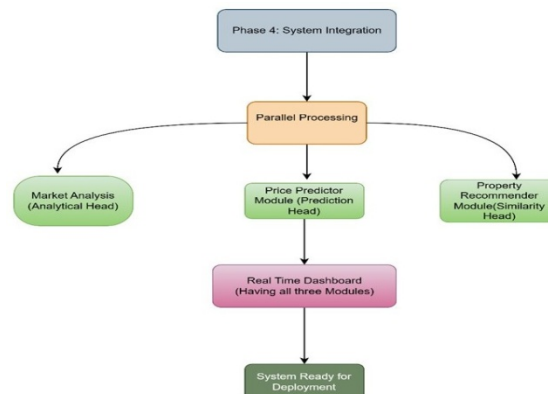 Phase 4: System Integration
Parallel Processing
Market Analysis
(Analytical Head)
Price Predictor
Module (Prediction
Head)
Property
Recommender
Module(Similarity
Head)
Real Time Dashboard
(Having all three Modules)
System Ready for
Deployment